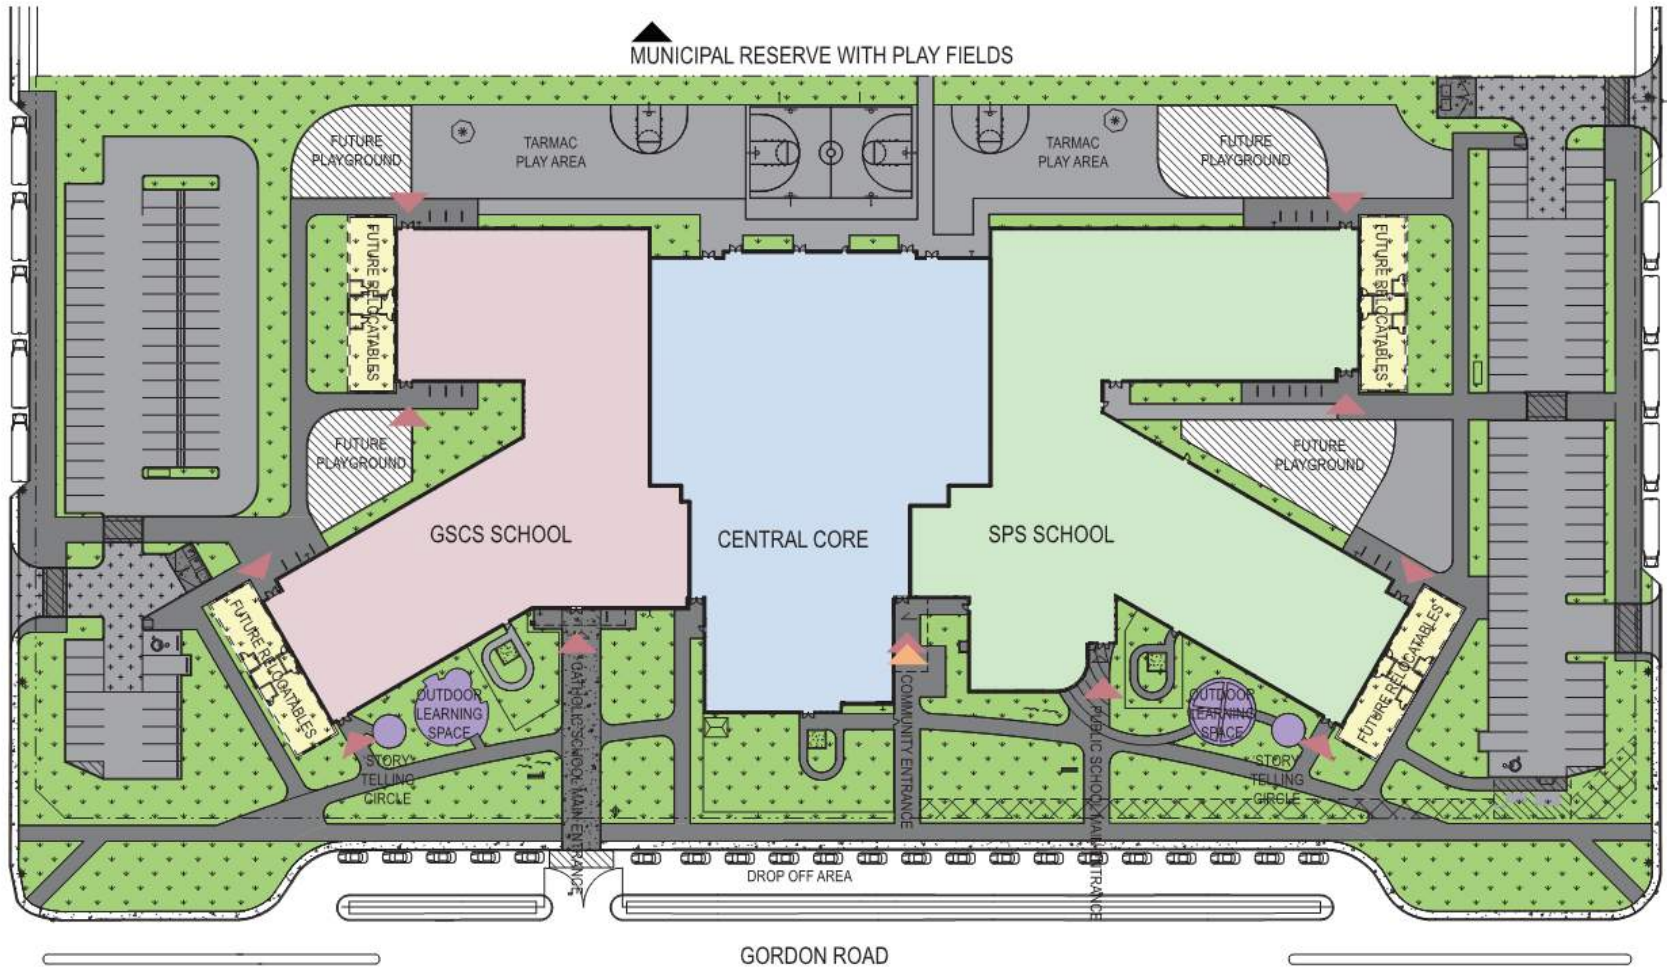 MUNICIPAL RESERVE WITH PLAY FIELDS
FUTURE
PLAYGROUND
TARMAC
PLAY AREA
TARMAC
PLAY AREA
FUTURE
PLAYGROUND
FUTURE RELOCATABLES
FUTURE RELOCATABLES
FUTURE
PLAYGROUND
FUTURE
PLAYGROUND
GSCS SCHOOL
CENTRAL CORE
SPS SCHOOL
FUTURE RELOCATABLES
FUTURE RELOCATABLES
OUTDOOR
LEARNING
SPACE
OUTDOOR
LEARNING
SPACE
STORY
TELLING
CIRCLE
STORY
TELLING
CIRCLE
CATHOLIC SCHOOL MAIN ENTRANCE
COMMUNITY ENTRANCE
PUBLIC SCHOOL MAIN ENTRANCE
DROP OFF AREA
GORDON ROAD